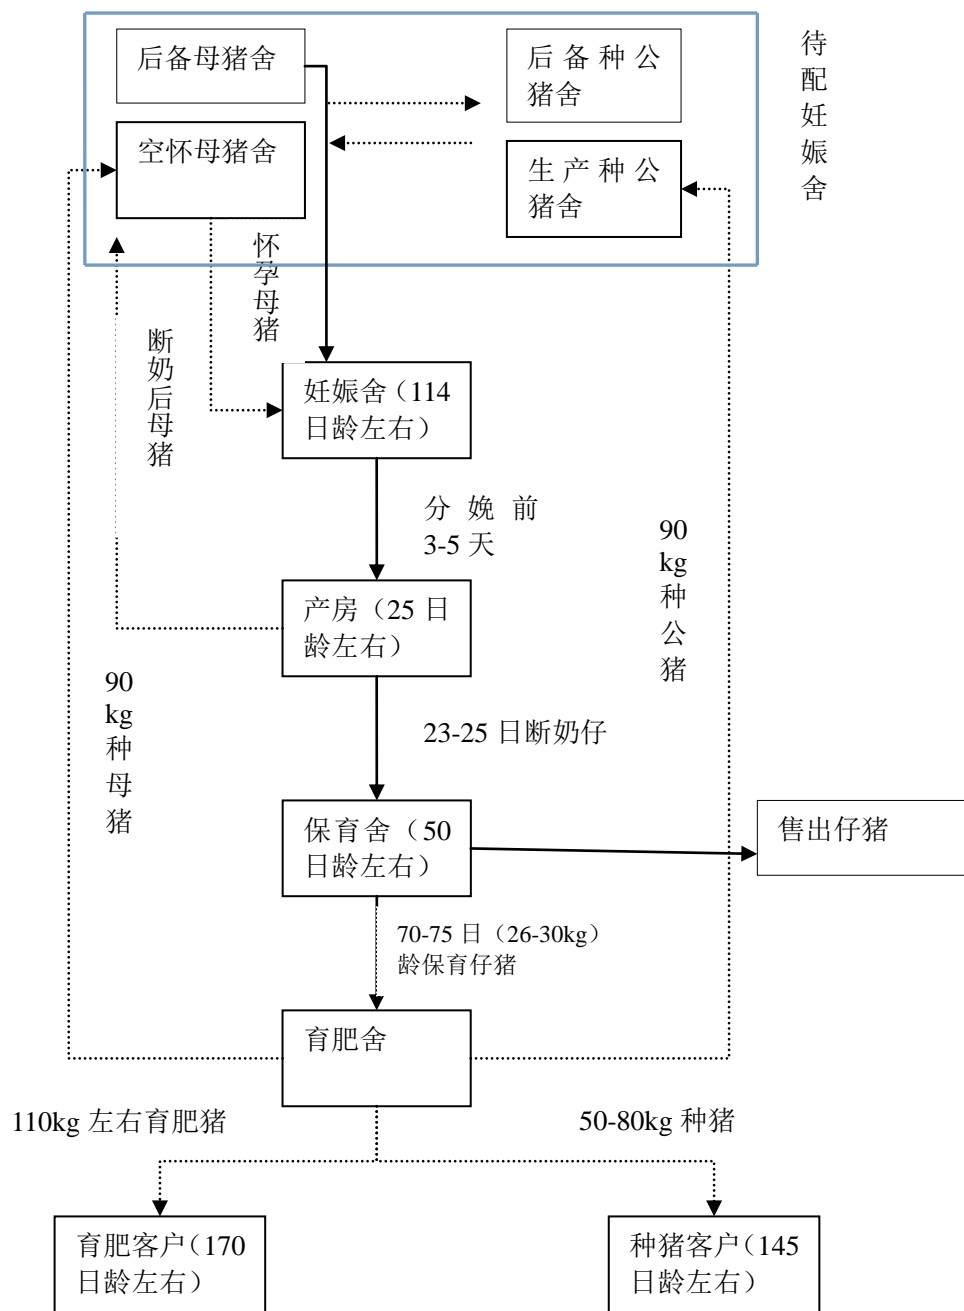 后备母猪舍
后备种公
猪舍
待
配
妊
娠
舍
空怀母猪舍
生产种公
猪舍
怀
孕
母
猪
断
奶
后
母
猪
妊娠舍（114
日龄左右）
分娩前
3-5 天
90
kg
种
公
猪
产房（25 日
龄左右）
90
kg
种
母
猪
23-25 日断奶仔
保育舍（50
日龄左右）
售出仔猪
70-75 日（26-30kg）
龄保育仔猪
育肥舍
110kg 左右育肥猪
50-80kg 种猪
育肥客户（170
日龄左右）
种猪客户（145
日龄左右）